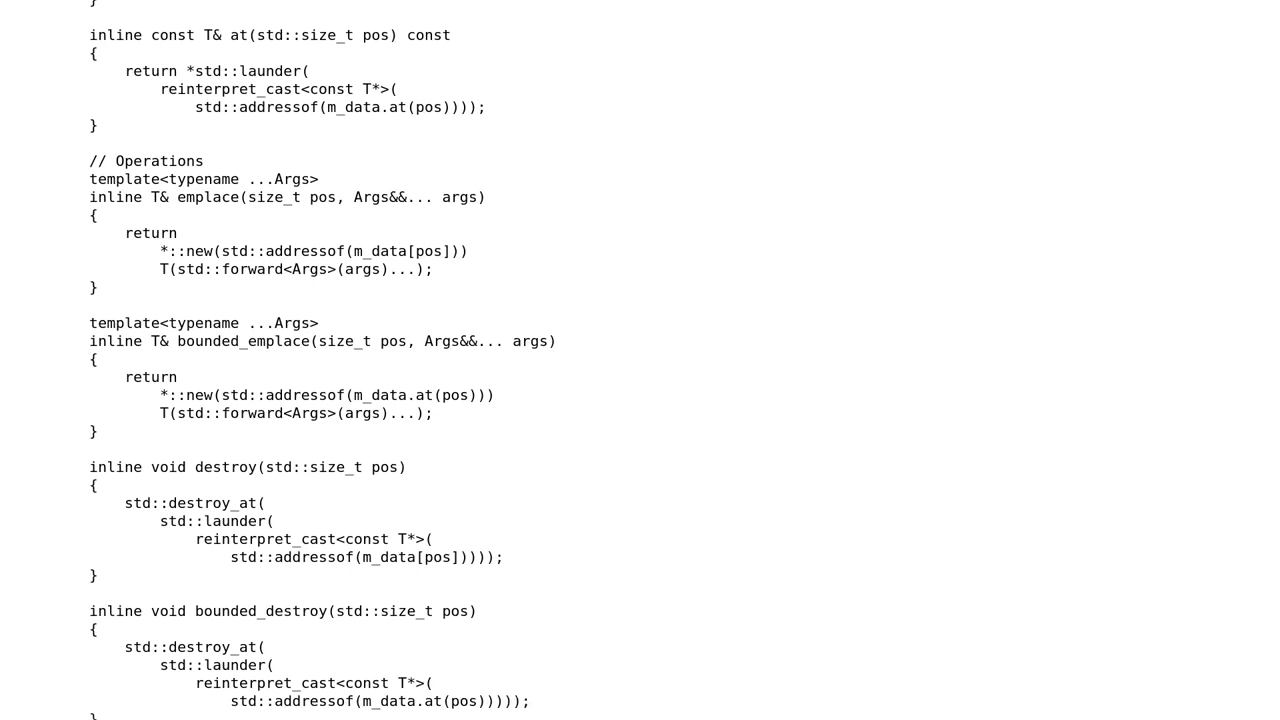 }
inline const T& at(std::size_t pos) const
{
return *std::launder(
reinterpret_cast<const T*>(
std::addressof(m_data.at(pos))));
}
// Operations
template<typename ...Args>
inline T& emplace(size_t pos, Args&&... args)
{
return
*::new(std::addressof(m_data[pos]))
T(std::forward<Args>(args)...);
}
template<typename ...Args>
inline T& bounded_emplace(size_t pos, Args&&... args)
{
return
*::new(std::addressof(m_data.at(pos)))
T(std::forward<Args>(args)...);
}
inline void destroy(std::size_t pos)
{
std::destroy_at(
std::launder(
reinterpret_cast<const T*>(
std::addressof(m_data[pos]))));
}
inline void bounded_destroy(std::size_t pos)
{
std::destroy_at(
std::launder(
reinterpret_cast<const T*>(
std::addressof(m_data.at(pos)))));
}